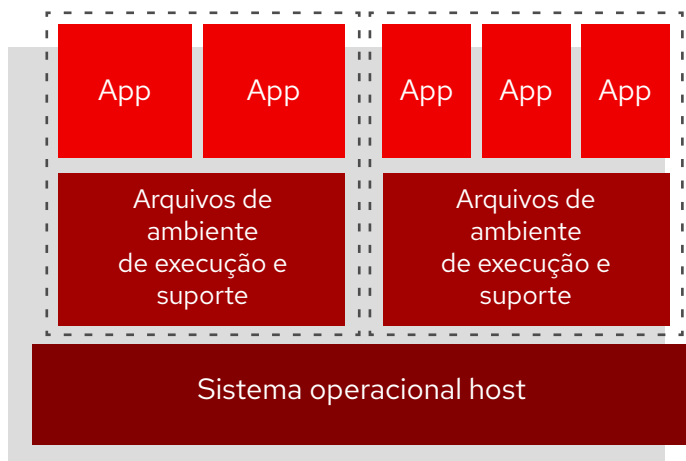 App
App
App
App
App
Arquivos de
ambiente
de execução e
suporte
Arquivos de
ambiente
de execução e
suporte
Sistema operacional host